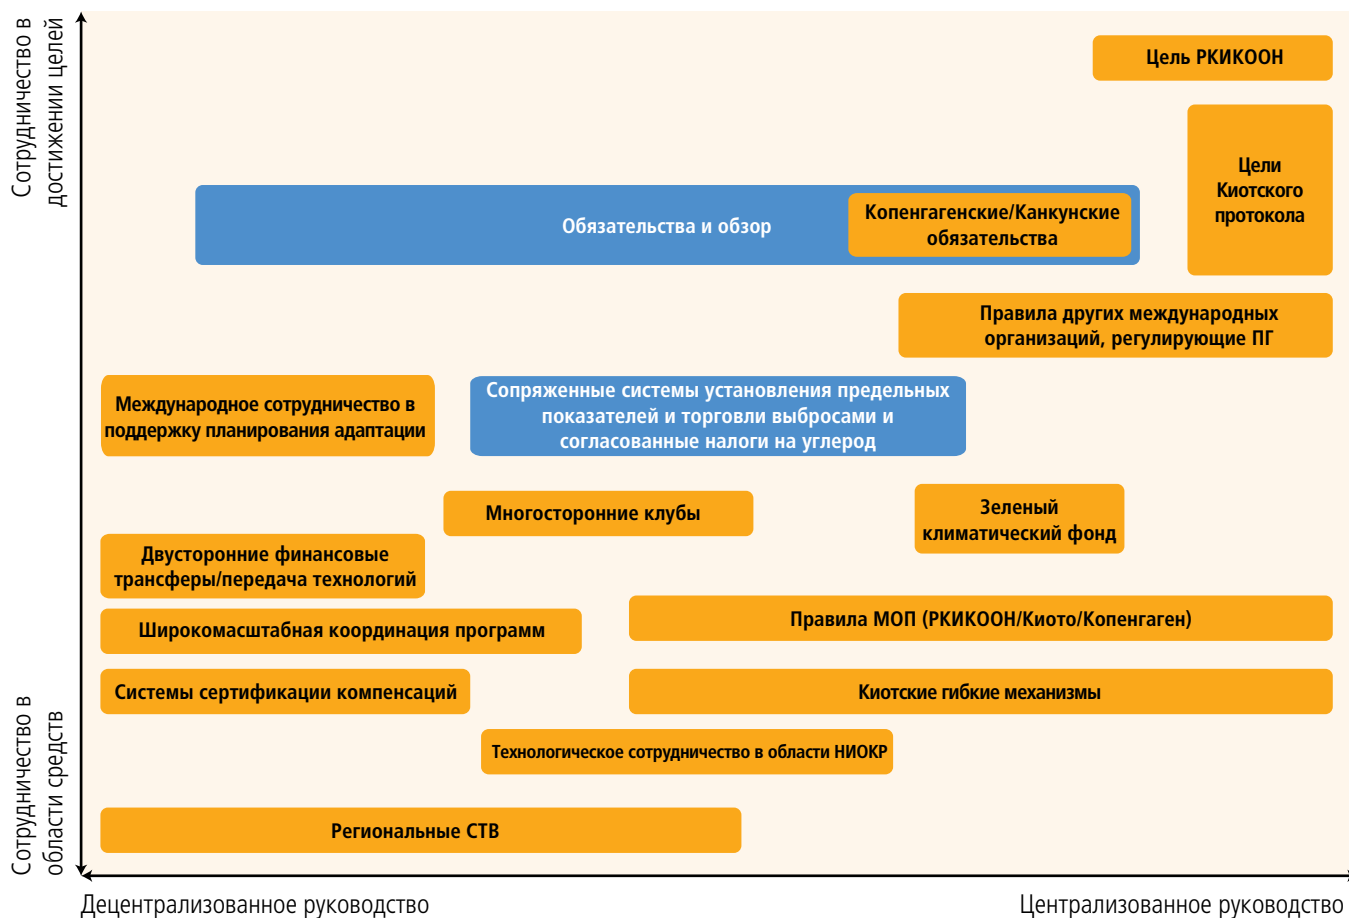 Сотрудничество в
достижении целей
Цель РКИКООН
Цели
Киотского
протокола
Обязательства и обзор
Копенгагенские/Канкунские
обязательства
Правила других международных
организаций, регулирующие ПГ
Международное сотрудничество в
поддержку планирования адаптации
Сопряженные системы установления предельных
показателей и торговли выбросами и
согласованные налоги на углерод
Многосторонние клубы
Зеленый
климатический фонд
Двусторонние финансовые
трансферы/передача технологий
Широкомасштабная координация программ
Правила МОП (РКИКООН/Киото/Копенгаген)
Системы сертификации компенсаций
Киотские гибкие механизмы
Технологическое сотрудничество в области НИОКР
Региональные СТВ
Сотрудничество в
области средств
Децентрализованное руководство
Централизованное руководство